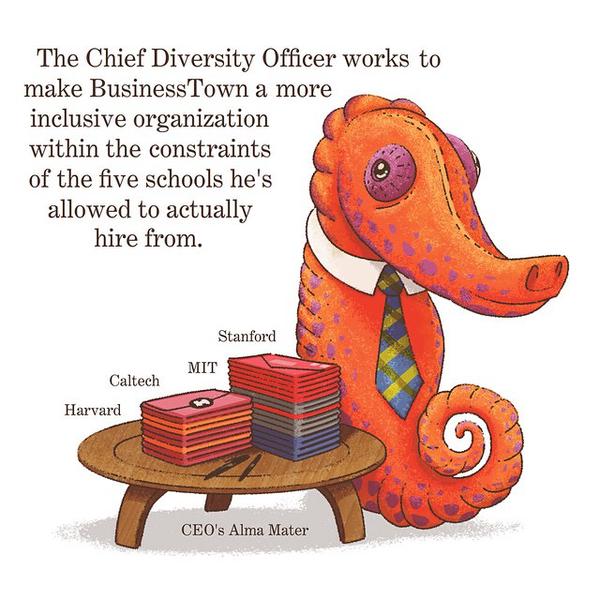 The Chief Diversity Officer works to
make BusinessTown a more
inclusive organization
within the constraints
of the five schools he's
allowed to actually
hire from.
Stanford
MIT
Caltech
Harvard
CEO's Alma Mater